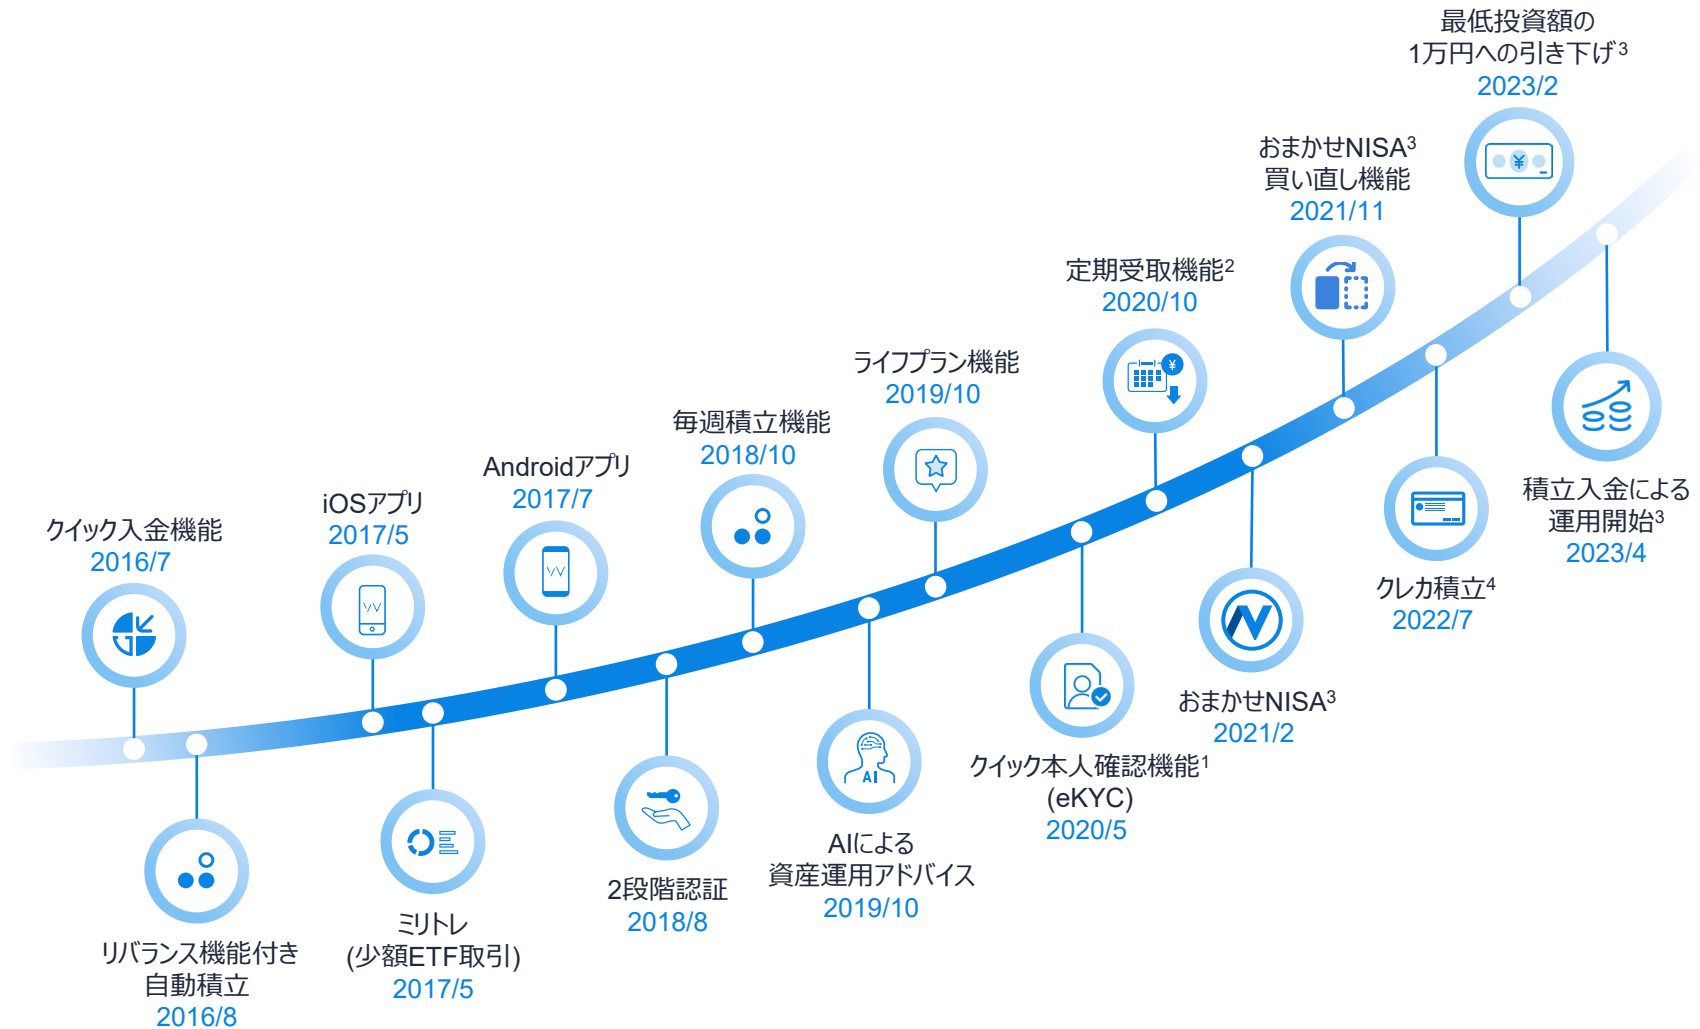 クイック入金機能
2016/7
リバランス機能付き
自動積立
2016/8
iOSアプリ
2017/5
ミリトレ
(少額ETF取引)
2017/5
Androidアプリ
2017/7
2段階認証
2018/8
毎週積立機能
2018/10
AIによる
資産運用アドバイス
2019/10
AI
ライフプラン機能
2019/10
クイック本人確認機能1
(eKYC)
2020/5
定期受取機能2
2020/10
¥
おまかせNISA3
2021/2
おまかせNISA3
買い直し機能
2021/11
クレカ積立4
2022/7
最低投資額の
1万円への引き下げ3
2023/2
¥
積立入金による
運用開始3
2023/4